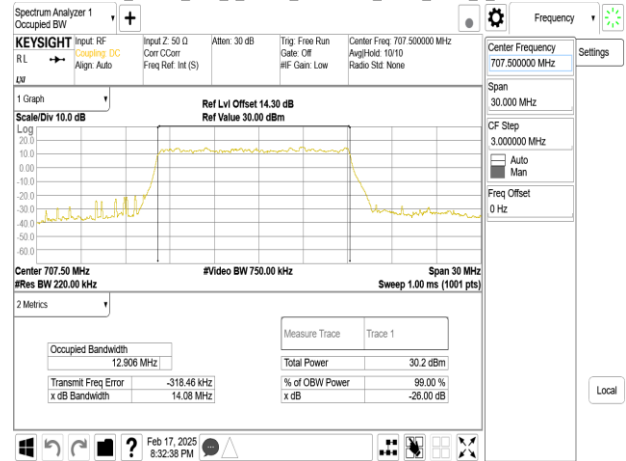 Spectrum Analyzer 1
Occupied BW
Frequency
KEYSIGHT
RL
Input: RF
Coupling: DC
Align: Auto
Input Z: 50 Ω
Corr CCorr
Freq Ref: Int (S)
Atten: 30 dB
Trig: Free Run
Gate: Off
#IF Gain: Low
Center Freq: 707.500000 MHz
Avg|Hold: 10/10
Radio Std: None
LXI
Center Frequency
707.500000 MHz
Settings
Span
30.000 MHz
CF Step
3.000000 MHz
Auto
Man
Freq Offset
0 Hz
Local
1 Graph
Scale/Div 10.0 dB
Ref Lvl Offset 14.30 dB
Ref Value 30.00 dBm
Log
20.0
10.0
0.00
-10.0
-20.0
-30.0
-40.0
-50.0
-60.0
Center 707.50 MHz
#Video BW 750.00 kHz
Span 30 MHz
#Res BW 220.00 kHz
Sweep 1.00 ms (1001 pts)
2 Metrics
Measure Trace Trace 1
Occupied Bandwidth
12.906 MHz
Total Power 30.2 dBm
Transmit Freq Error -318.46 kHz
% of OBW Power 99.00 %
x dB Bandwidth 14.08 MHz
x dB -26.00 dB
?
Feb 17, 2025
8:32:38 PM